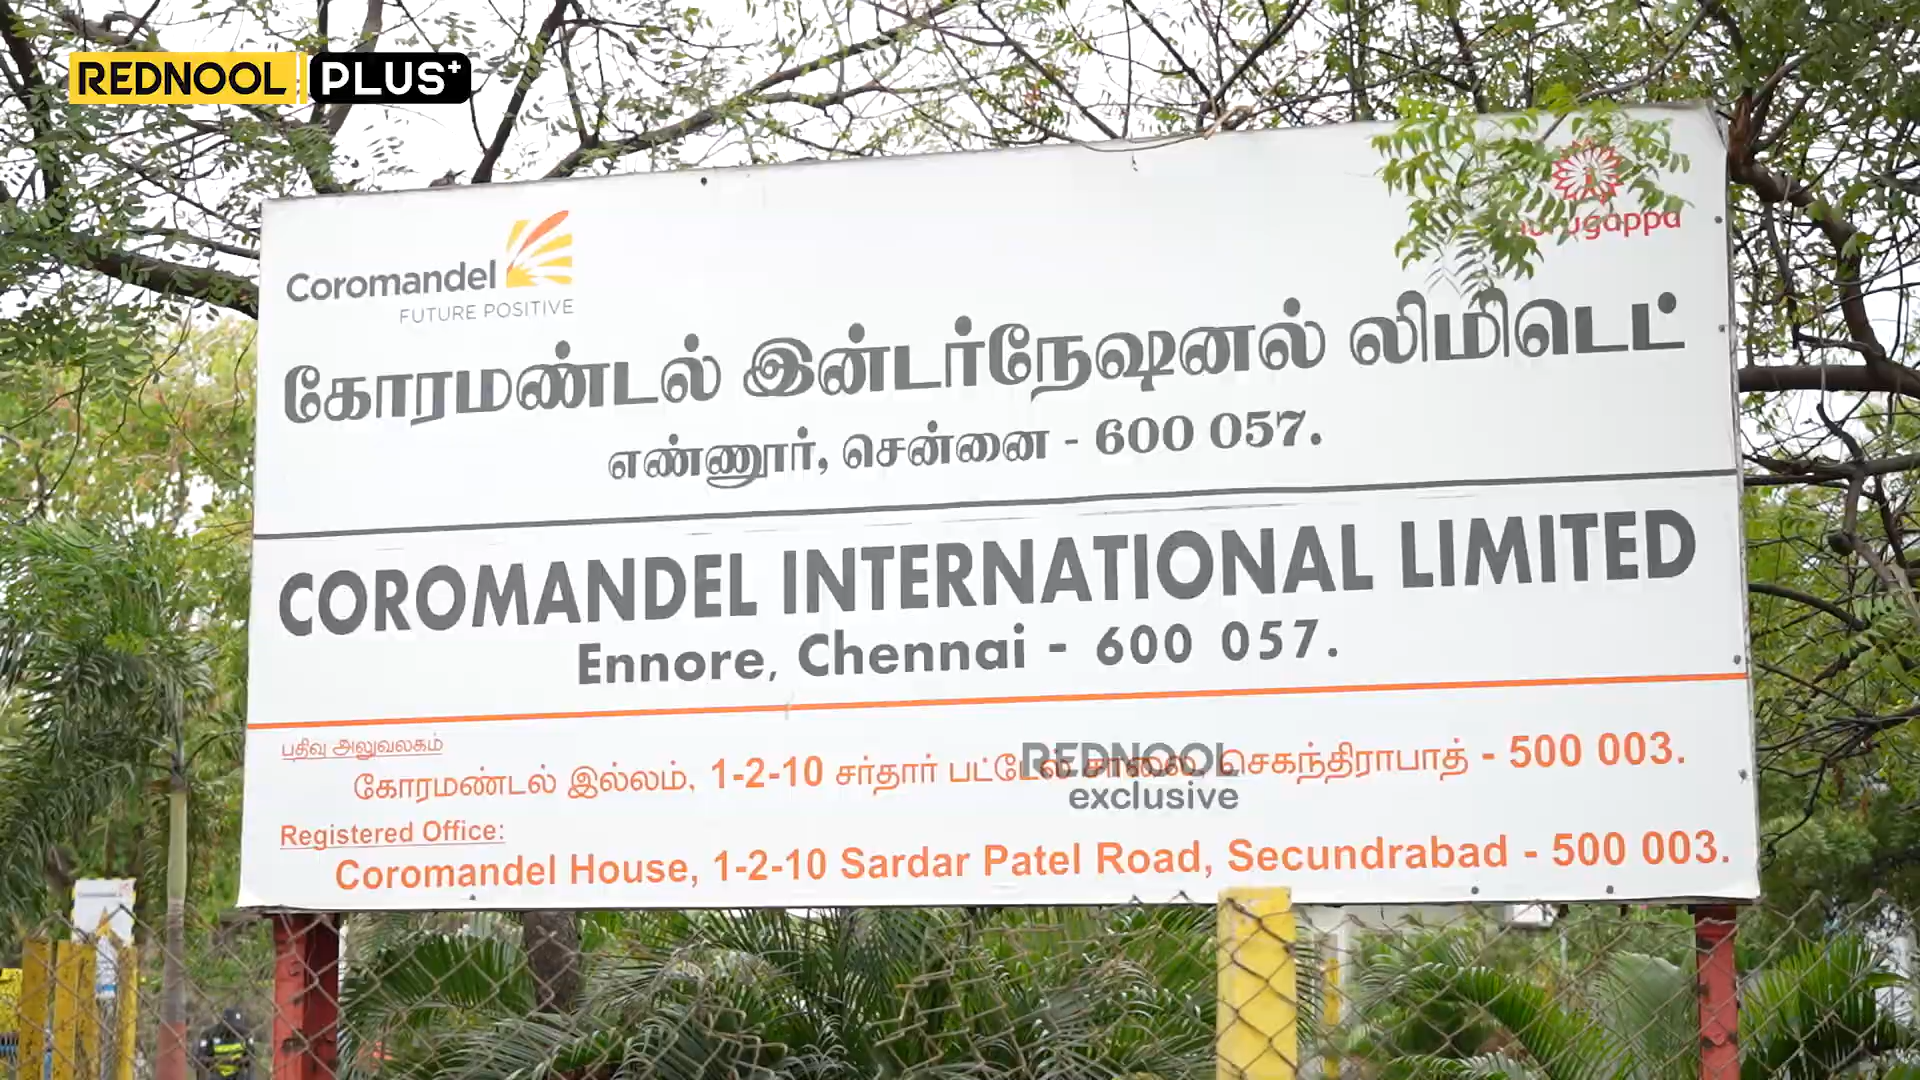 REDNOOL PLUS+
Coromandel
FUTURE POSITIVE
கோரமண்டல் இன்டர்நேஷனல் லிமிடெட்
எண்ணூர், சென்னை - 600 057.
COROMANDEL INTERNATIONAL LIMITED
Ennore, Chennai - 600 057.
பதிவு அலுவலகம்
கோரமண்டல் இல்லம், 1-2-10 சர்தார் பட்டேல் சாலை, செகந்திராபாத் - 500 003.
REDNOOL
exclusive
Registered Office:
Coromandel House, 1-2-10 Sardar Patel Road, Secundrabad - 500 003.